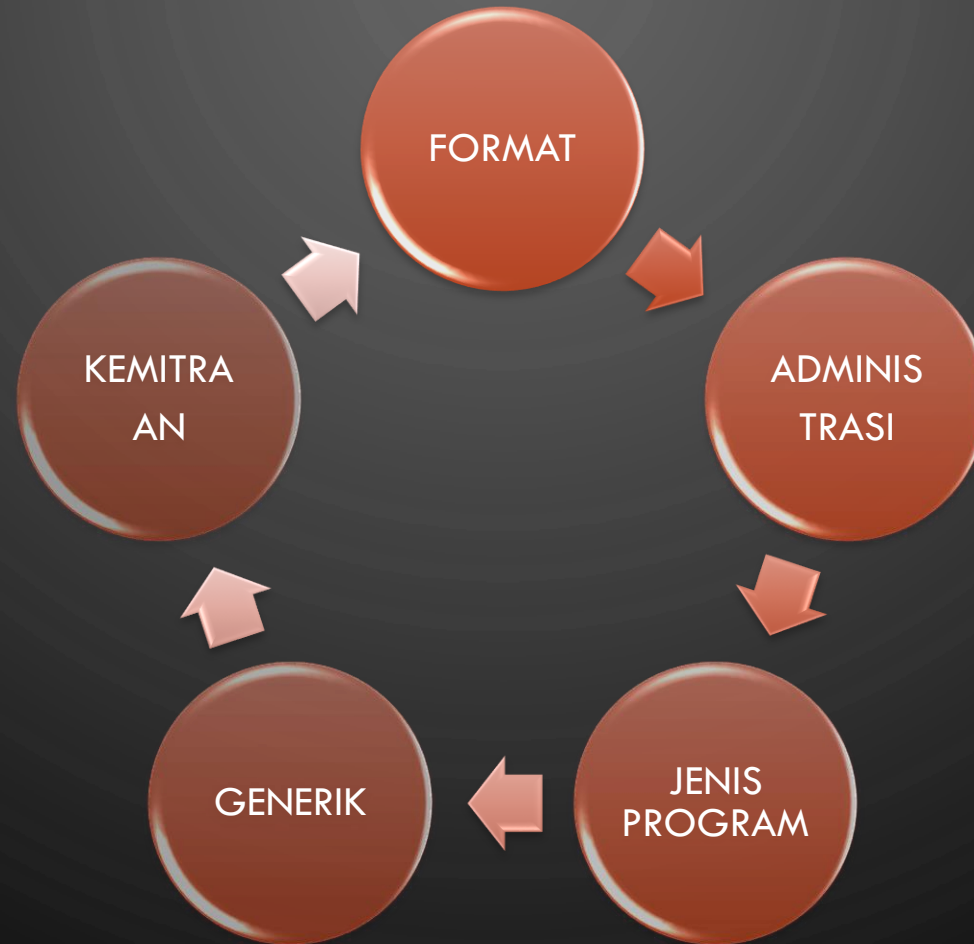 FORMAT
ADMINIS
TRASI
JENIS
PROGRAM
GENERIK
KEMITRA
AN